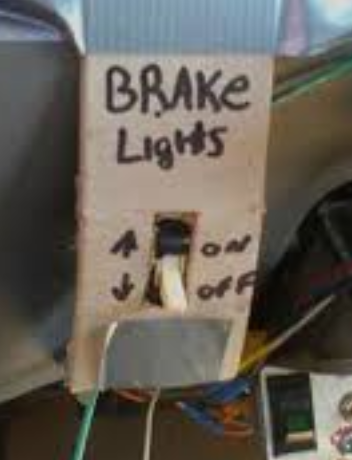 BRAKe
Lights
↑ ON
↓ OFF